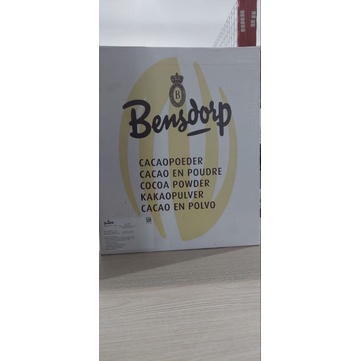 B
Bensdorp
CACAOPOEDER
CACAO EN POUDRE
COCOA POWDER
KAKAOPULVER
CACAO EN POLVO